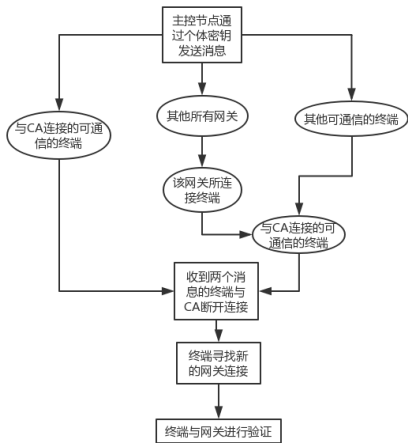 主控节点通
过个体密钥
发送消息
与CA连接的可通
信的终端
其他所有网关
其他可通信的终端
该网关所连
接终端
与CA连接的可
通信的终端
收到两个消
息的终端与
CA断开连接
终端寻找新
的网关连接
终端与网关进行验证